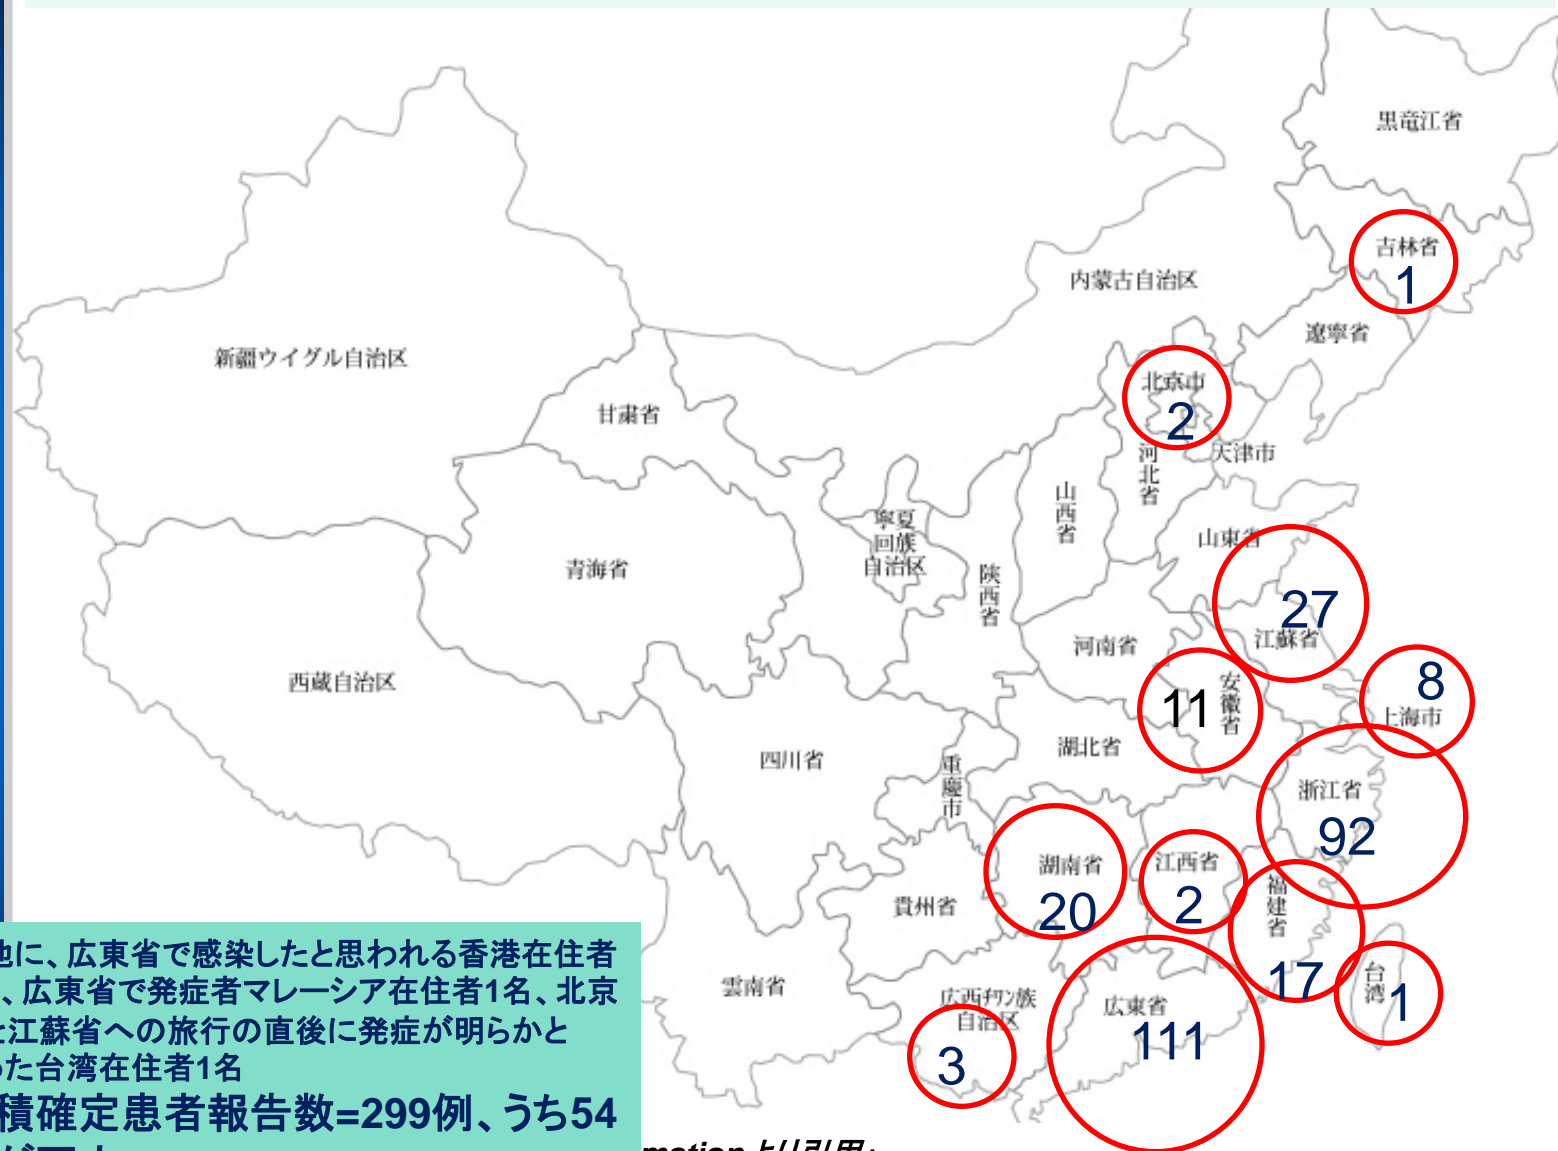 黒竜江省
吉林省
1
内蒙古自治区
遼寧省
新疆ウイグル自治区
北京市
2
甘粛省
河北省
天津市
山西省
寧夏
回族
自治区
山東省
青海省
陝西省
27
江蘇省
河南省
西蔵自治区
安徽省
11
8
上海市
湖北省
四川省
重慶市
浙江省
92
湖南省
20
江西省
2
貴州省
福建省
17
雲南省
台湾
1
広西チワン族
自治区
3
広東省
111
他に、広東省で感染したと思われる香港在住者
、広東省で発症者マレーシア在住者1名、北京
と江蘇省への旅行の直後に発症が明らかと
った台湾在住者1名
積確定患者報告数=299例、うち54
mation より引用: